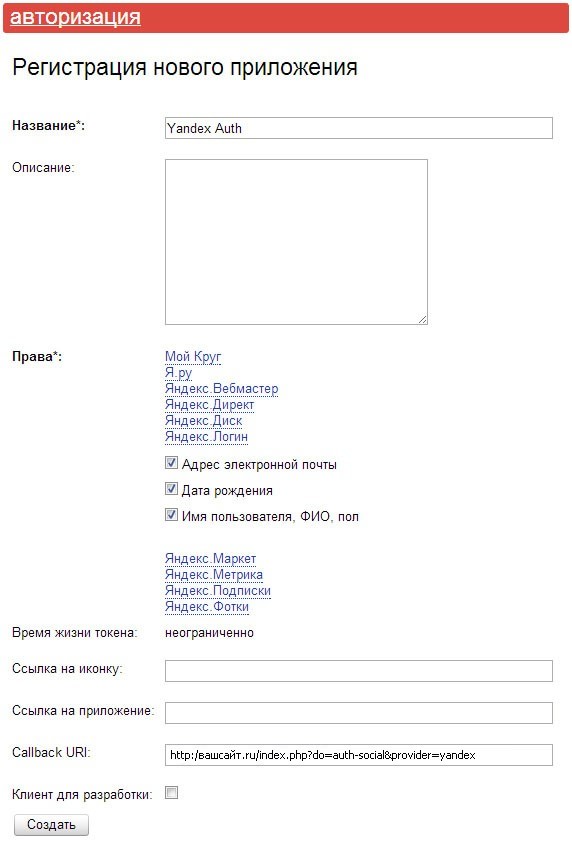 авторизация
Регистрация нового приложения
Название*: Yandex Auth
Описание:
Права*: Мой Круг
Я.ру
Яндекс.Вебмастер
Яндекс.Директ
Яндекс.Диск
Яндекс.Логин
Адрес электронной почты
Дата рождения
Имя пользователя, ФИО, пол
Яндекс.Маркет
Яндекс.Метрика
Яндекс.Подписки
Яндекс.Фотки
Время жизни токена: неограниченно
Ссылка на иконку:
Ссылка на приложение:
Callback URI: http:/вашсайт.ru/index.php?do=auth-social&provider=yandex
Клиент для разработки:
Создать